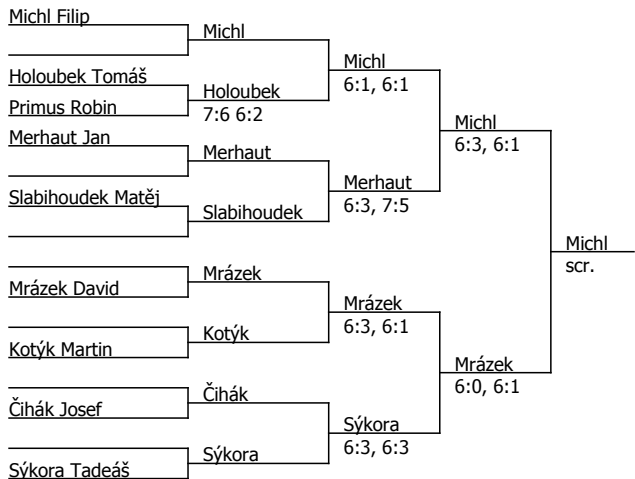 Michl Filip
Michl
Holoubek Tomáš
Michl
6:1, 6:1
Holoubek
7:6 6:2
Primus Robin
Merhaut Jan
Michl
6:3, 6:1
Merhaut
Slabihoudek Matěj
Merhaut
6:3, 7:5
Slabihoudek
Michl
scr.
Mrázek David
Mrázek
Mrázek
6:3, 6:1
Kotýk Martin
Kotýk
Mrázek
6:0, 6:1
Čihák Josef
Čihák
Sýkora
6:3, 6:3
Sýkora Tadeáš
Sýkora